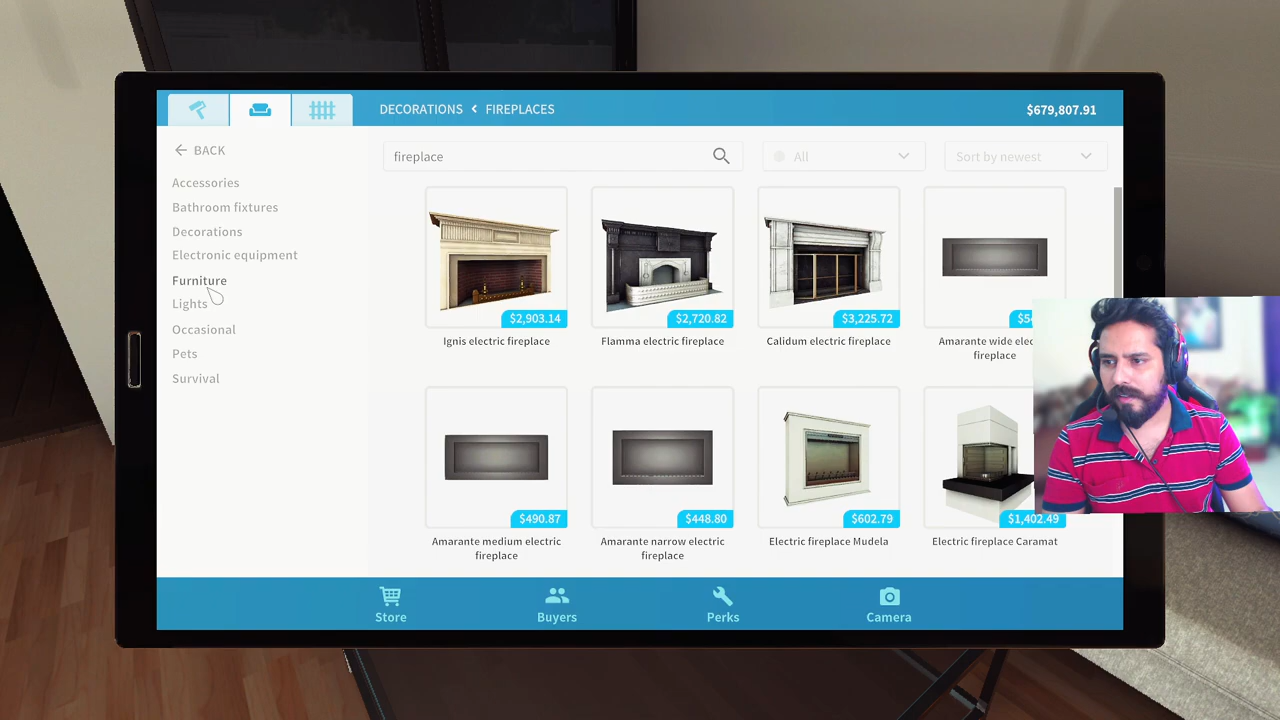 DECORATIONS < FIREPLACES
$679,807.91
BACK
fireplace
All
Sort by newest
Accessories
Bathroom fixtures
Decorations
Electronic equipment
Furniture
Lights
Occasional
Pets
Survival
$2,903.14
$2,720.82
$3,225.72
Ignis electric fireplace
Flamma electric fireplace
Calidum electric fireplace
Amarante wide
fireplace
$490.87
$448.80
$602.79
$1,402.49
Amarante medium electric
fireplace
Amarante narrow electric
fireplace
Electric fireplace Mudela
Electric fireplace Caramat
Store
Buyers
Perks
Camera